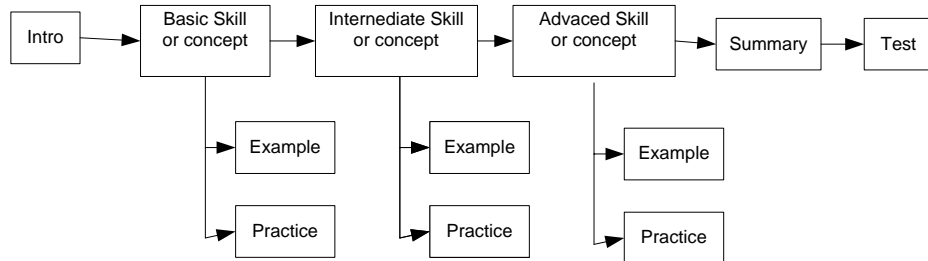 Intro
Basic Skill
or concept
Internediate Skill
or concept
Advaced Skill
or concept
Summary
Test
Example
Practice
Example
Practice
Example
Practice